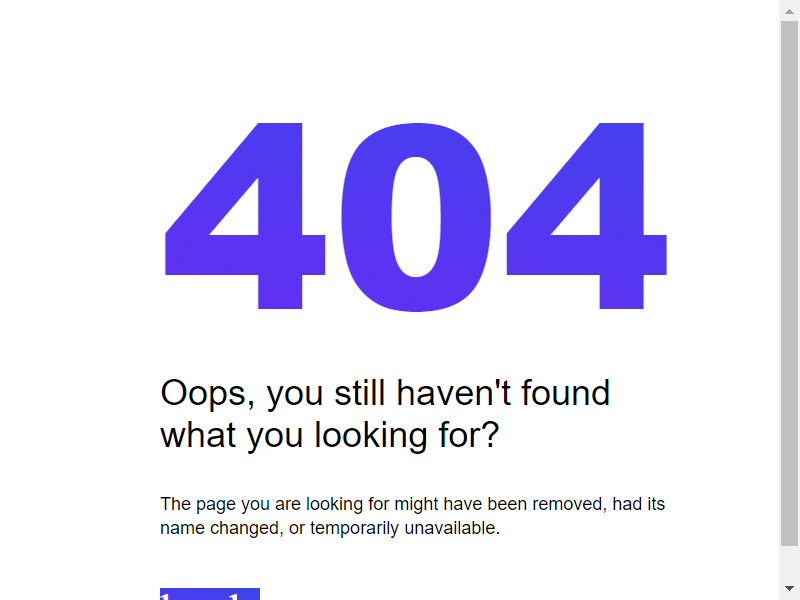 404
Oops, you still haven't found
what you looking for?
The page you are looking for might have been removed, had its
name changed, or temporarily unavailable.